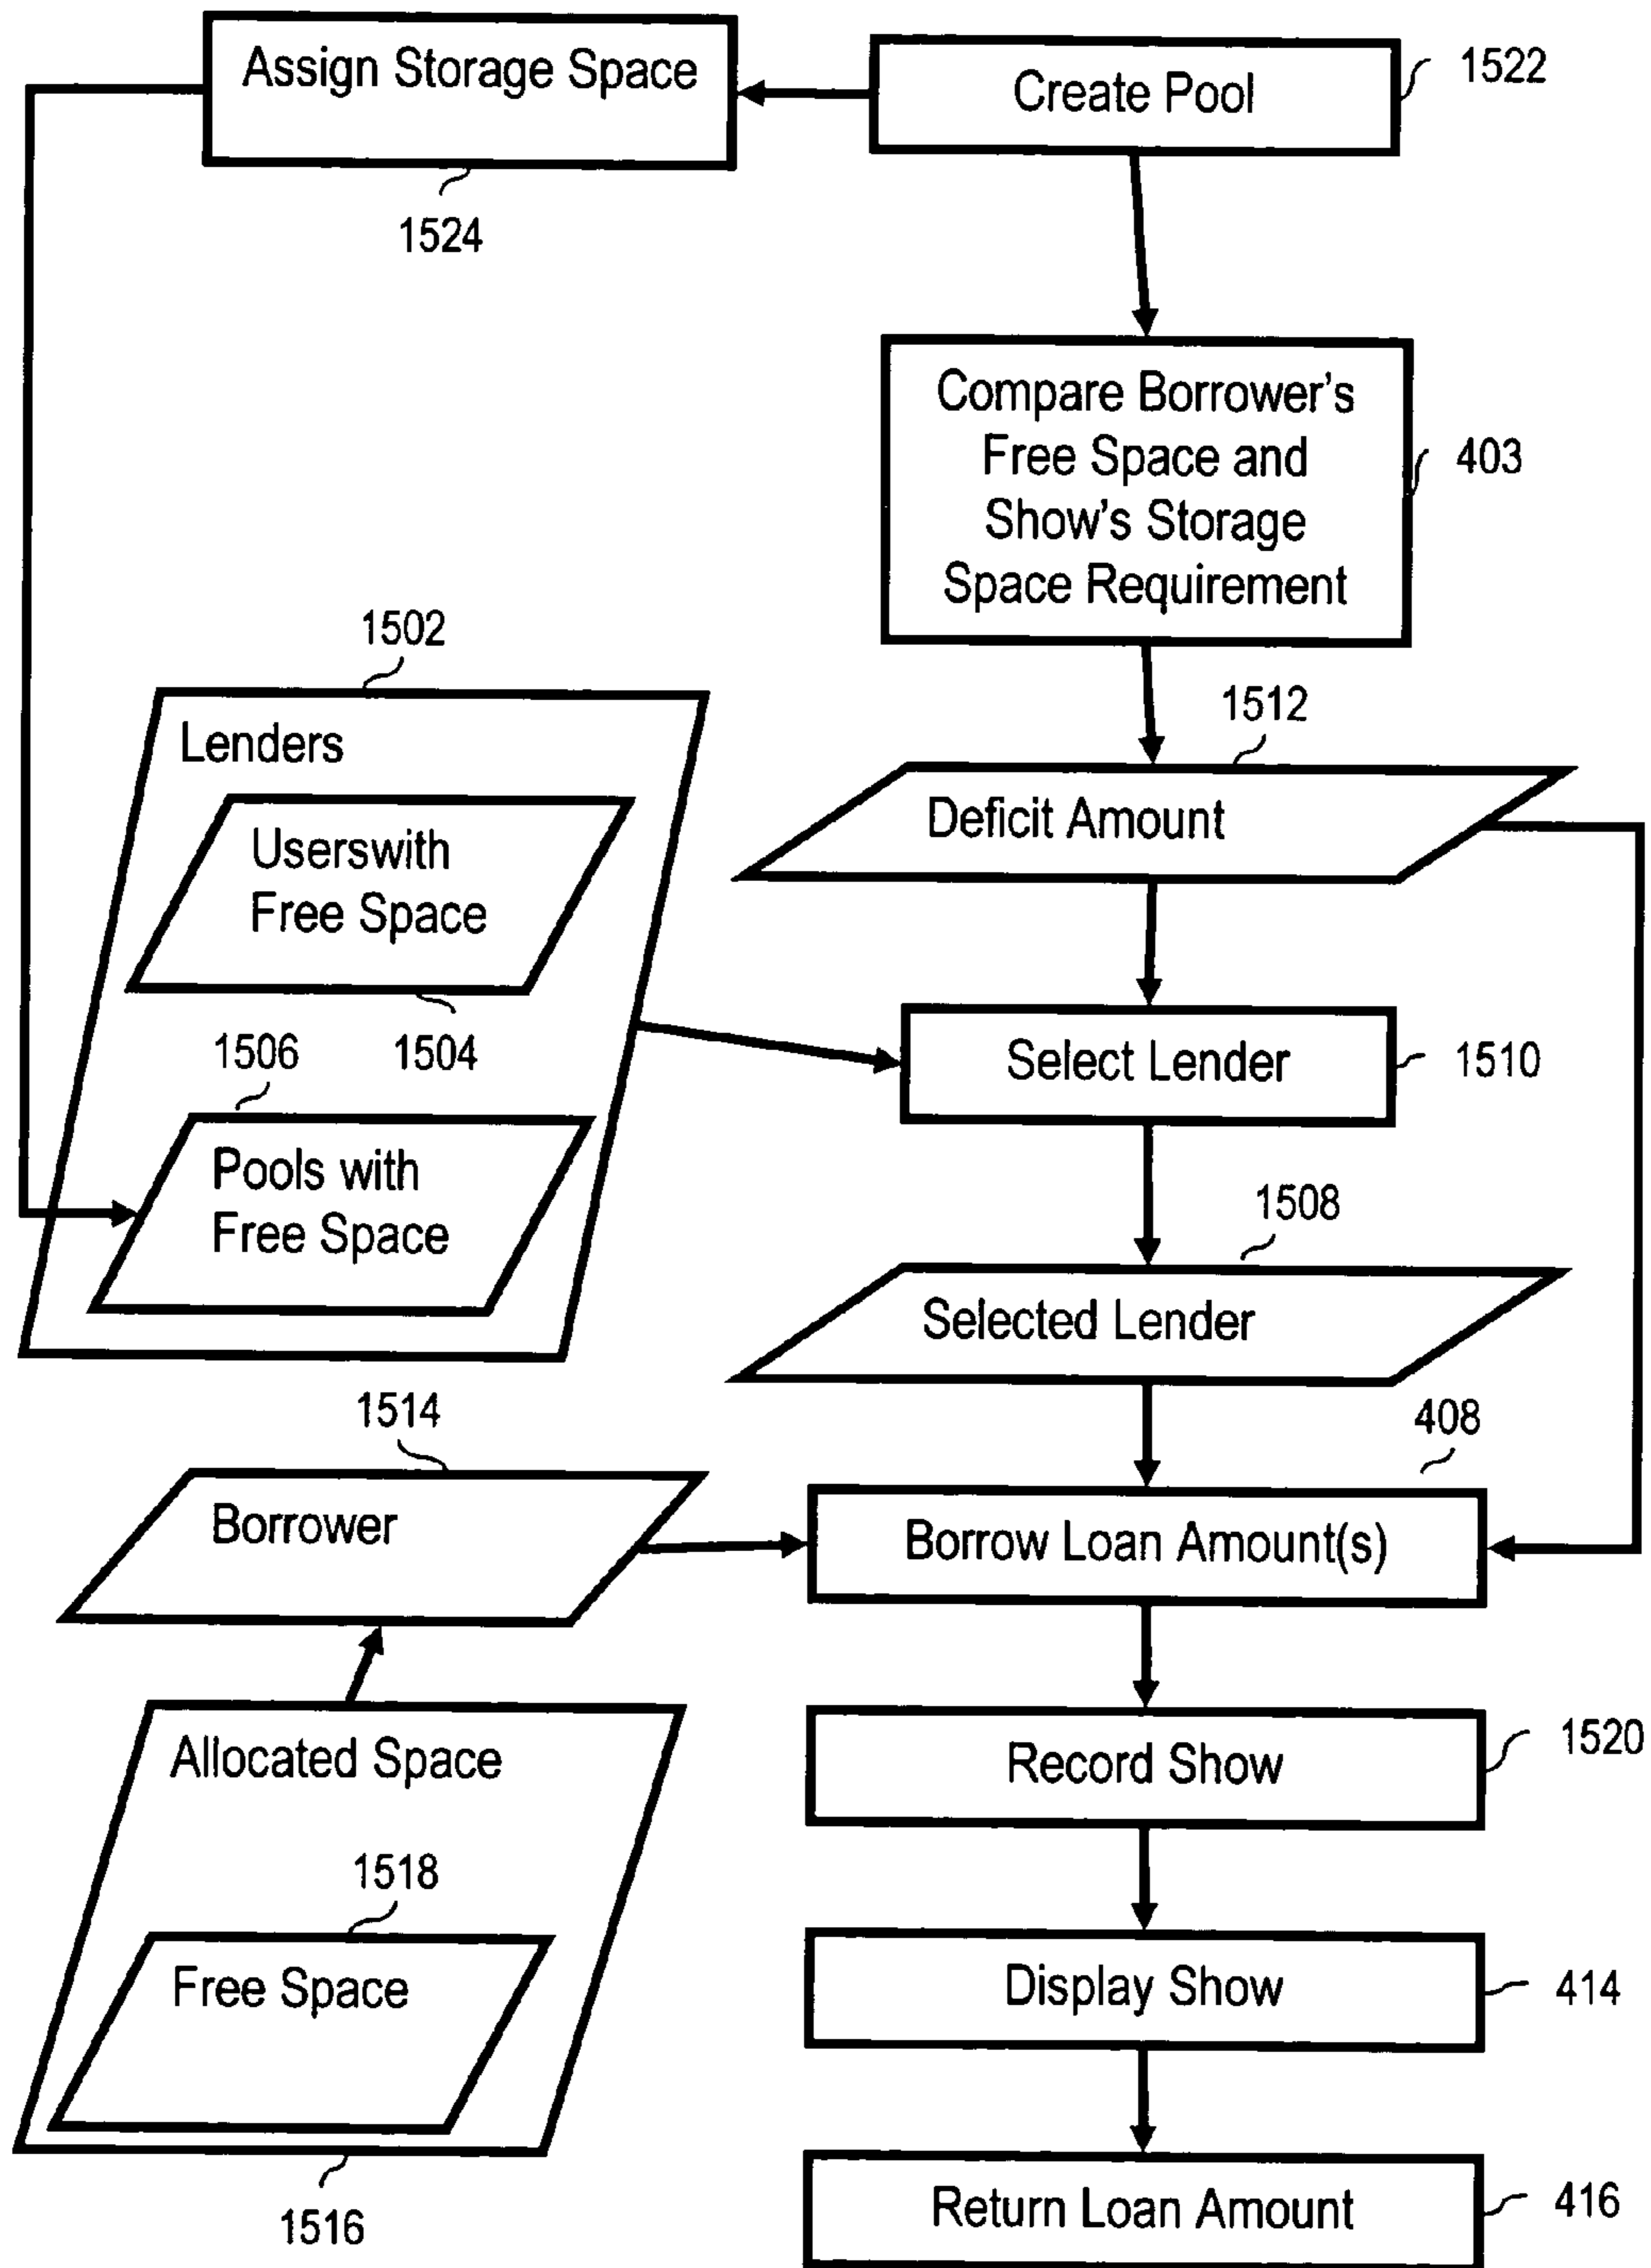 Assign Storage Space
1524
Create Pool
1522
Compare Borrower's
Free Space and
Show's Storage
Space Requirement
403
1502
Lenders
Userswith
Free Space
1504
1506
Pools with
Free Space
1512
Deficit Amount
Select Lender
1510
1508
Selected Lender
1514
Borrower
408
Borrow Loan Amount(s)
Allocated Space
1518
Free Space
1516
Record Show
1520
Display Show
414
Return Loan Amount
416